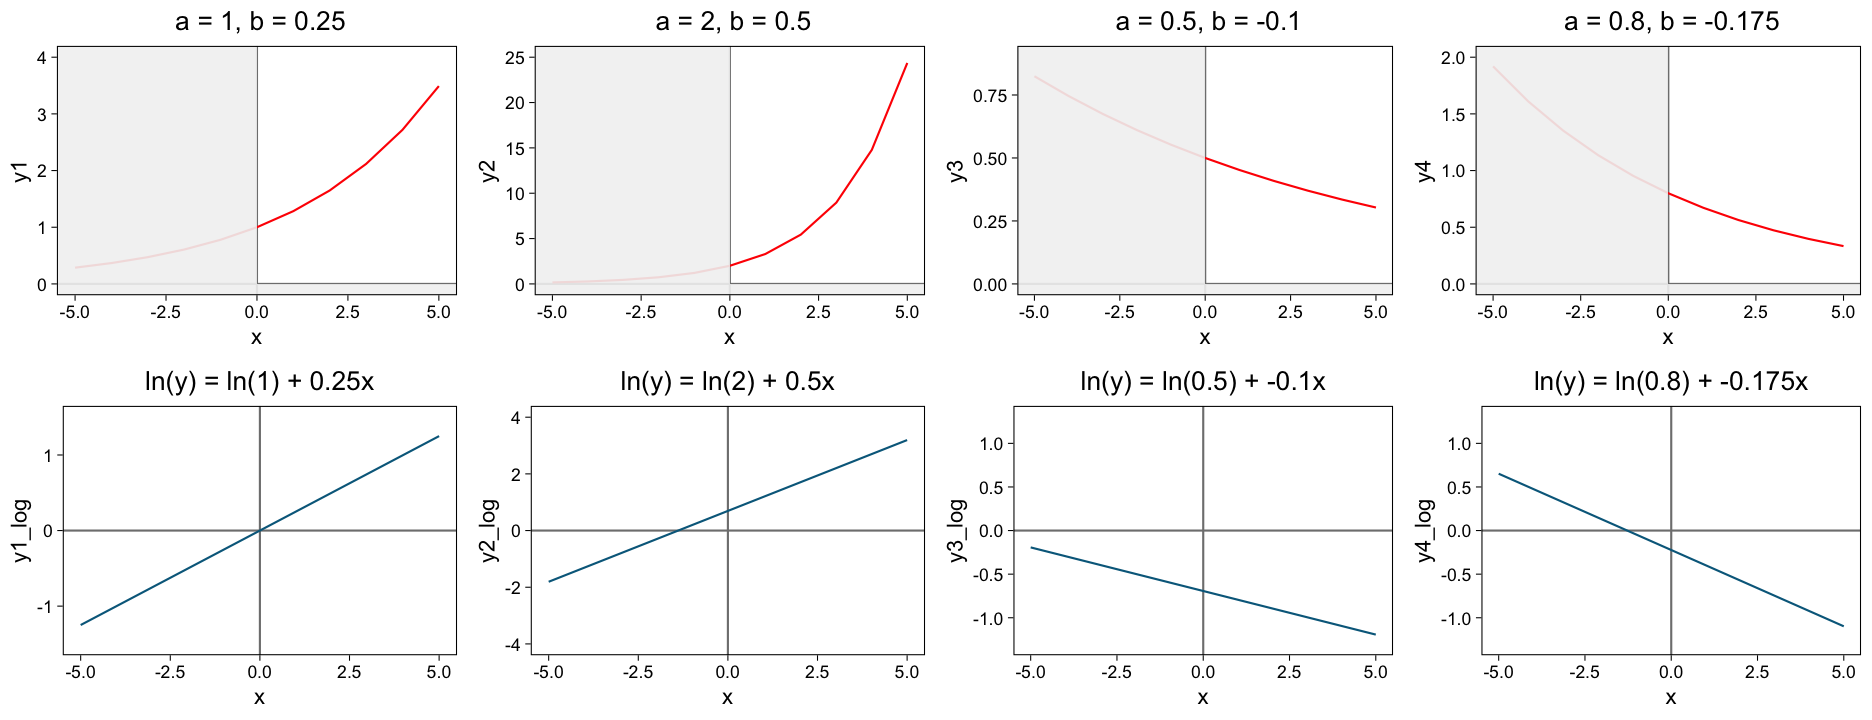 a = 1, b = 0.25
4
3
2
1
0
y1
-5.0 -2.5 0.0 2.5 5.0
x
a = 2, b = 0.5
25
20
15
10
5
0
y2
-5.0 -2.5 0.0 2.5 5.0
x
a = 0.5, b = -0.1
0.75
0.50
0.25
0.00
y3
-5.0 -2.5 0.0 2.5 5.0
x
a = 0.8, b = -0.175
2.0
1.5
1.0
0.5
0.0
y4
-5.0 -2.5 0.0 2.5 5.0
x
ln(y) = ln(1) + 0.25x
1
0
-1
y1_log
-5.0 -2.5 0.0 2.5 5.0
x
ln(y) = ln(2) + 0.5x
4
2
0
-2
-4
y2_log
-5.0 -2.5 0.0 2.5 5.0
x
ln(y) = ln(0.5) + -0.1x
1.0
0.5
0.0
-0.5
-1.0
y3_log
-5.0 -2.5 0.0 2.5 5.0
x
ln(y) = ln(0.8) + -0.175x
1.0
0.5
0.0
-0.5
-1.0
y4_log
-5.0 -2.5 0.0 2.5 5.0
x